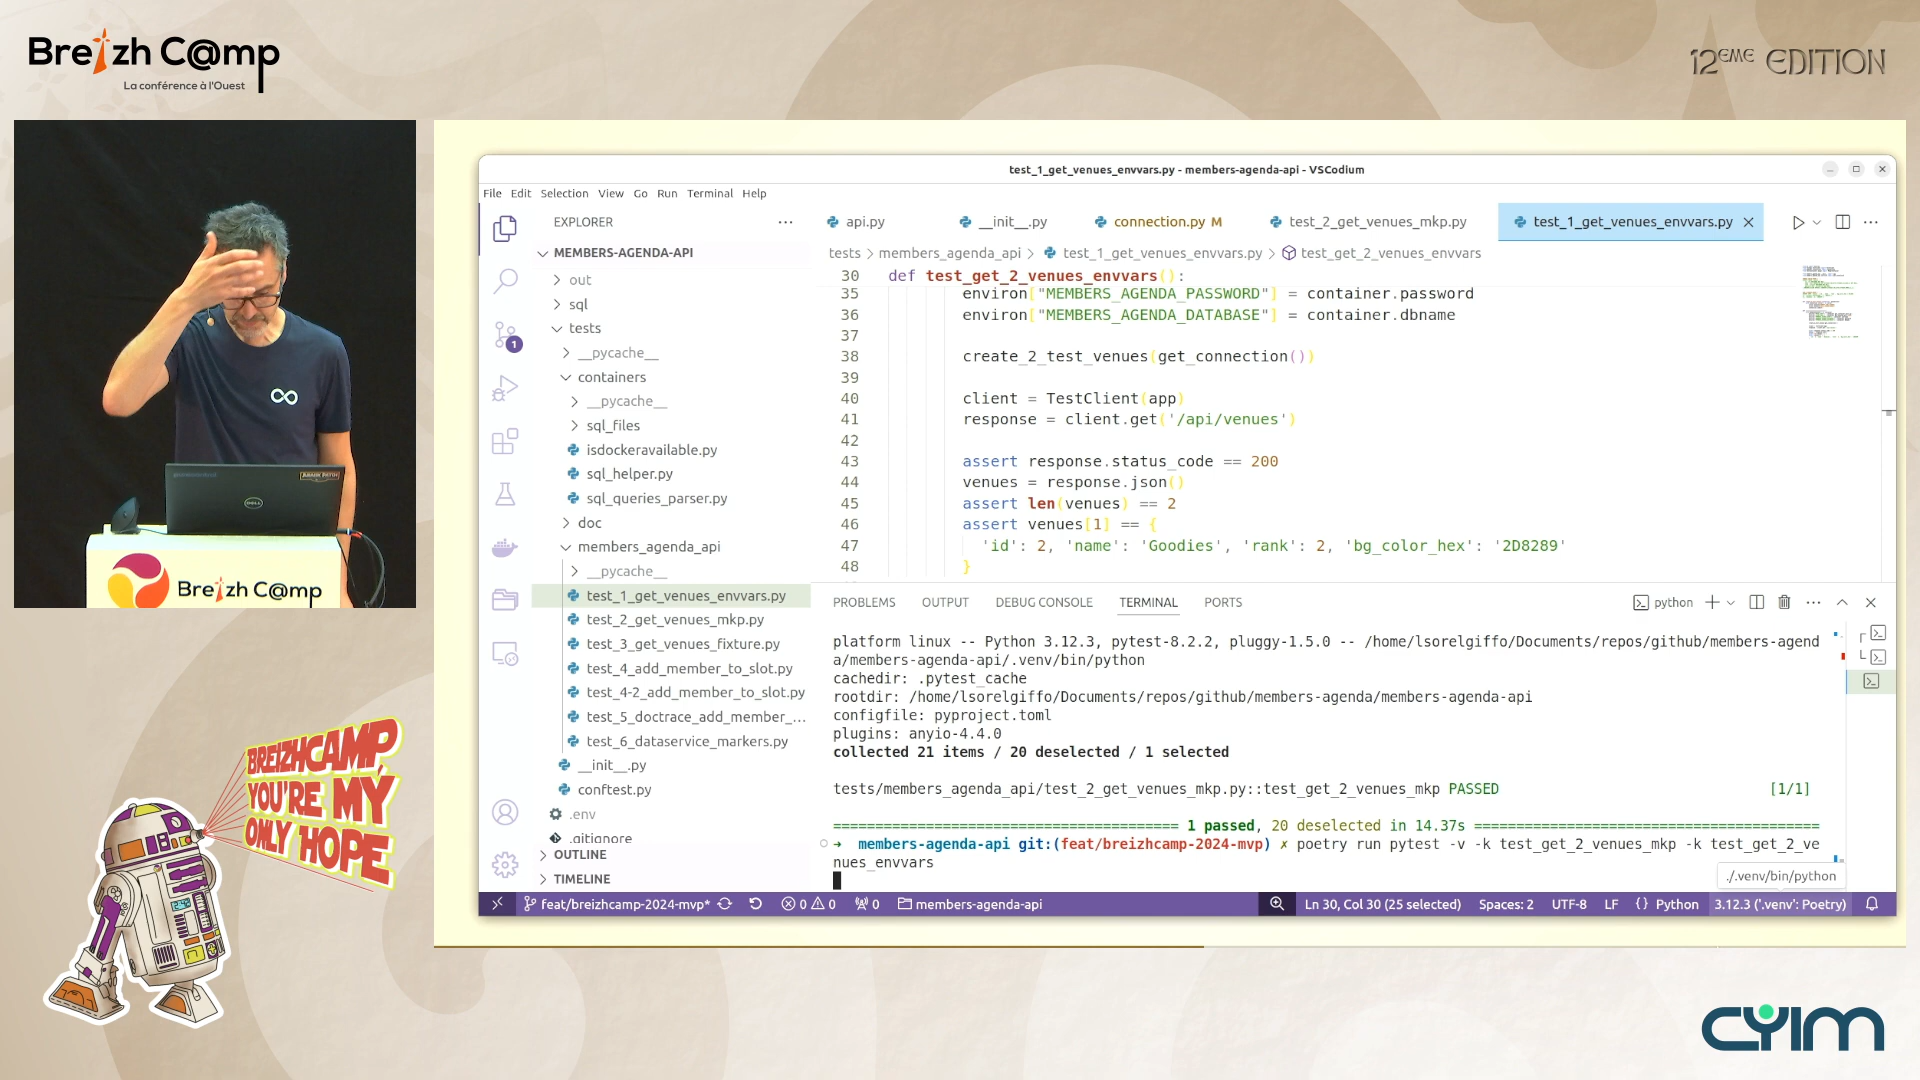 Breizh C@mp
La conférence à l'Ouest
12ÈME EDITION
Breizh C@mp
BREIZHCAMP,
YOU'RE MY
ONLY HOPE
CYIM
test_1_get_venues_envvars.py - members-agenda-api - VSCodium
File Edit Selection View Go Run Terminal Help
EXPLORER
MEMBERS-AGENDA-API
out
sql
tests
__pycache__
containers
__pycache__
sql_files
isdockeravailable.py
sql_helper.py
sql_queries_parser.py
doc
members_agenda_api
__pycache__
test_1_get_venues_envvars.py
test_2_get_venues_mkp.py
test_3_get_venues_fixture.py
test_4_add_member_to_slot.py
test_4-2_add_member_to_slot.py
test_5_doctrace_add_member_...
test_6_dataservice_markers.py
__init__.py
conftest.py
.env
.gitignore
OUTLINE
TIMELINE
1
api.py __init__.py connection.py M test_2_get_venues_mkp.py test_1_get_venues_envvars.py
tests > members_agenda_api > test_1_get_venues_envvars.py > test_get_2_venues_envvars
30 def test_get_2_venues_envvars():
35 environ["MEMBERS_AGENDA_PASSWORD"] = container.password
36 environ["MEMBERS_AGENDA_DATABASE"] = container.dbname
37
38 create_2_test_venues(get_connection())
39
40 client = TestClient(app)
41 response = client.get('/api/venues')
42
43 assert response.status_code == 200
44 venues = response.json()
45 assert len(venues) == 2
46 assert venues[1] == {
47 'id': 2, 'name': 'Goodies', 'rank': 2, 'bg_color_hex': '2D8289'
48 }
PROBLEMS OUTPUT DEBUG CONSOLE TERMINAL PORTS
python
platform linux -- Python 3.12.3, pytest-8.2.2, pluggy-1.5.0 -- /home/lsorelgiffo/Documents/repos/github/members-agend
a/members-agenda-api/.venv/bin/python
cachedir: .pytest_cache
rootdir: /home/lsorelgiffo/Documents/repos/github/members-agenda/members-agenda-api
configfile: pyproject.toml
plugins: anyio-4.4.0
collected 21 items / 20 deselected / 1 selected
tests/members_agenda_api/test_2_get_venues_mkp.py::test_get_2_venues_mkp PASSED [1/1]
========================================= 1 passed, 20 deselected in 14.37s =========================================
➜ members-agenda-api git:(feat/breizhcamp-2024-mvp) ✗ poetry run pytest -v -k test_get_2_venues_mkp -k test_get_2_ve
nues_envvars
./.venv/bin/python
feat/breizhcamp-2024-mvp* 0 0 0 members-agenda-api Ln 30, Col 30 (25 selected) Spaces: 2 UTF-8 LF {} Python 3.12.3 ('.venv': Poetry)